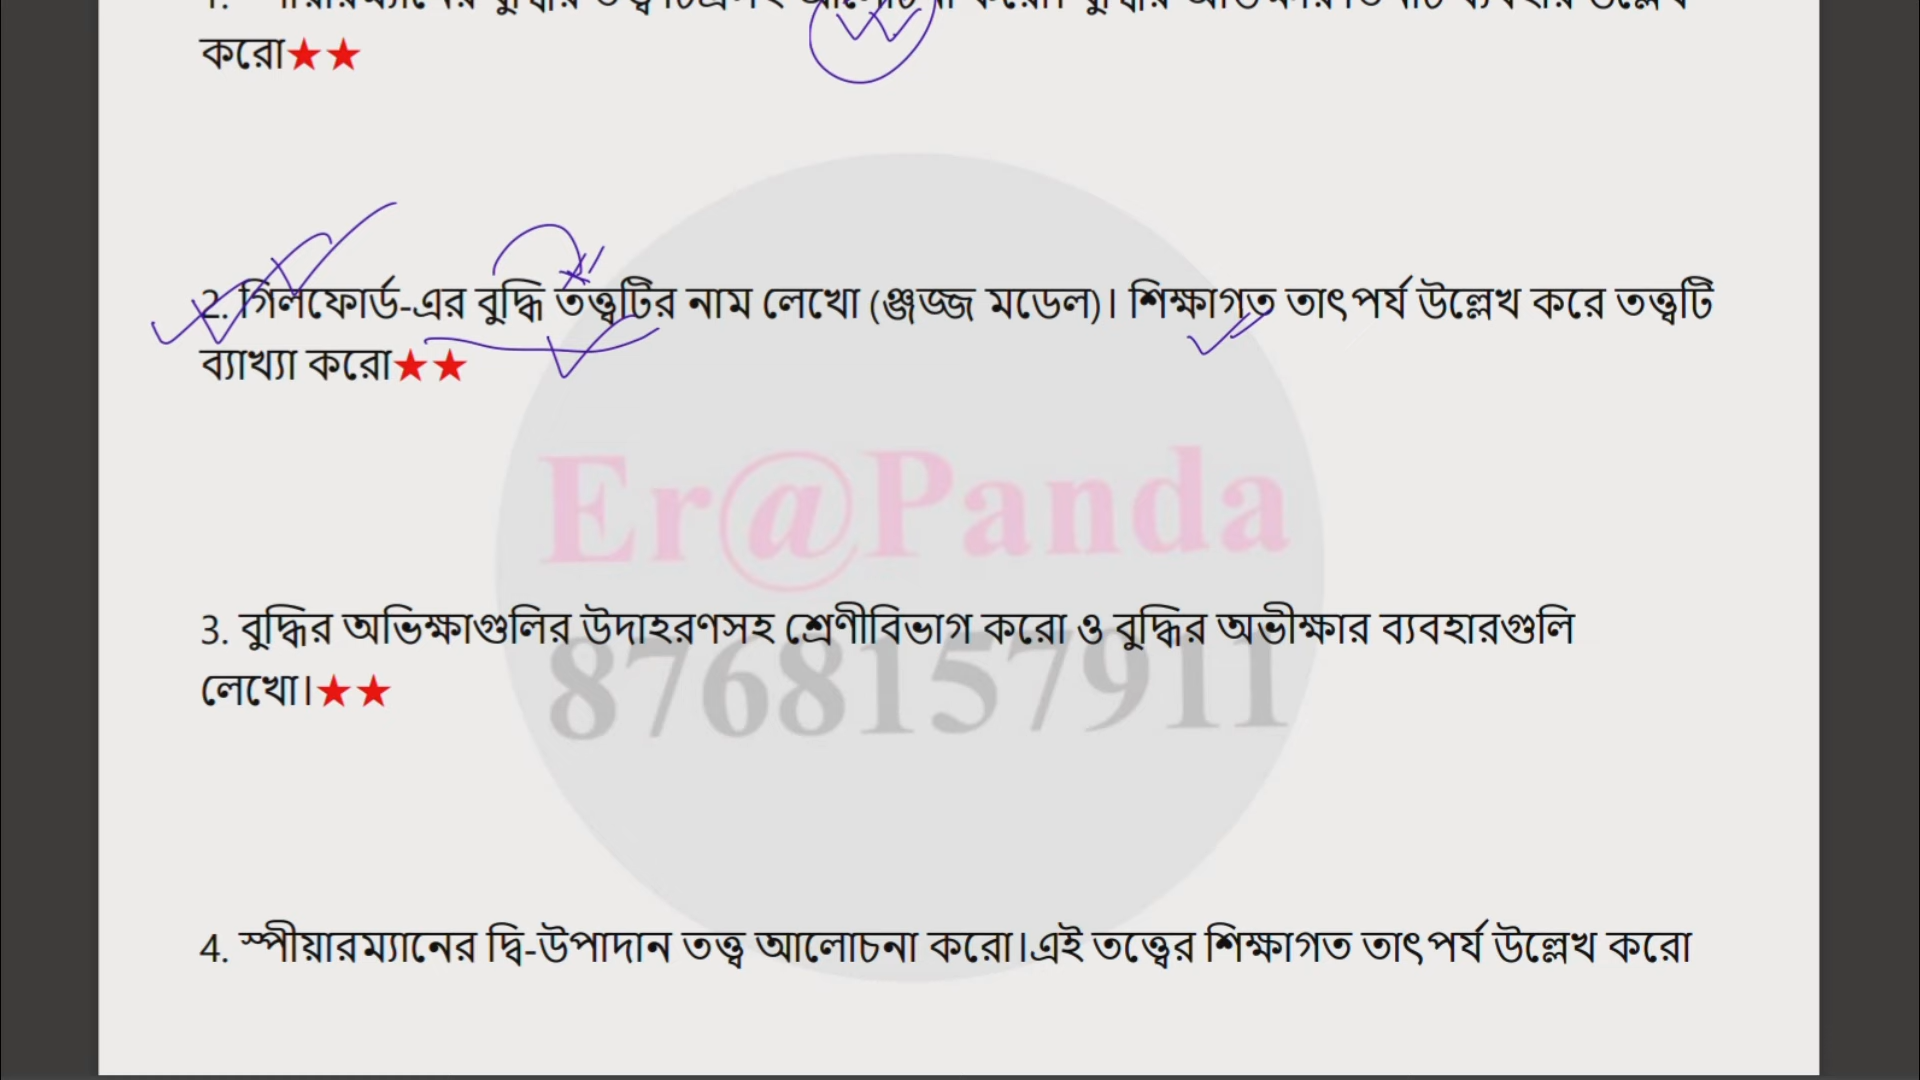 করো★★
2. গিলফোর্ড-এর বুদ্ধি তত্ত্বটির নাম লেখো (ঞ্জজ্জ মডেল)। শিক্ষাগত তাৎপর্য উল্লেখ করে তত্ত্বটি
ব্যাখ্যা করো★★
Er@Panda
3. বুদ্ধির অভিক্ষাগুলির উদাহরণসহ শ্রেণীবিভাগ করো ও বুদ্ধির অভীক্ষার ব্যবহারগুলি
লেখো।★★
8768157911
4. স্পীয়ারম্যানের দ্বি-উপাদান তত্ত্ব আলোচনা করো।এই তত্ত্বের শিক্ষাগত তাৎপর্য উল্লেখ করো